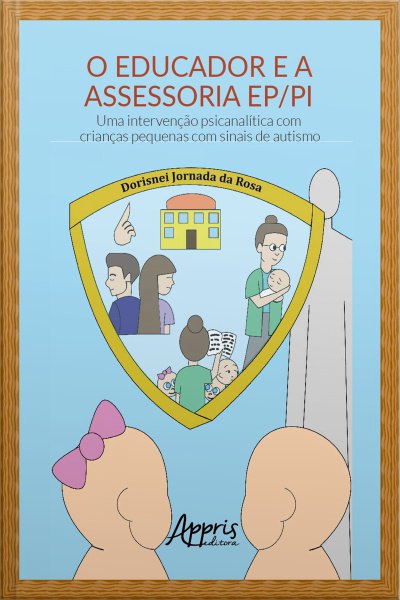 O EDUCADOR E A
ASSESSORIA EP/PI
Uma intervenção psicanalítica com
crianças pequenas com sinais de autismo
Dorisnei Jornada da Rosa
Appris
editora